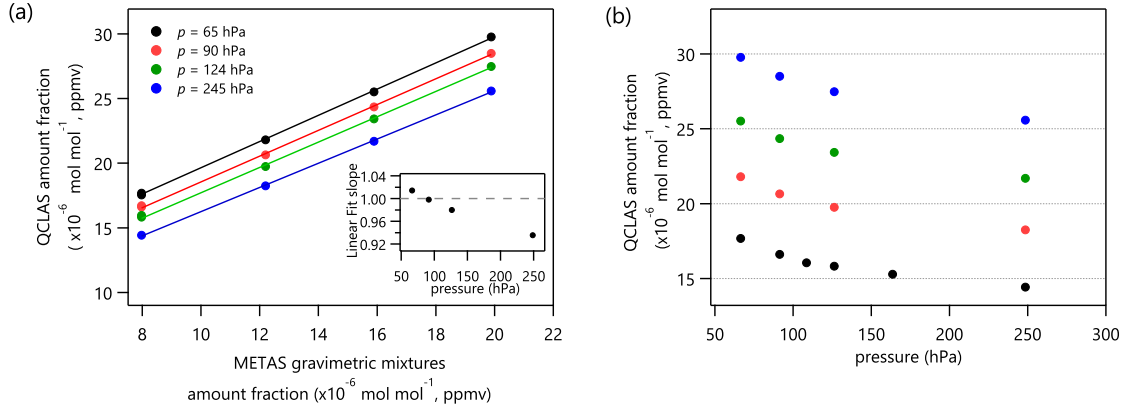 (a)
p = 65 hPa
p = 90 hPa
p = 124 hPa
p = 245 hPa
30
25
20
15
10
QCLAS amount fraction
( x10⁻⁶ mol mol⁻¹, ppmv)
8
10
12
14
16
18
20
22
METAS gravimetric mixtures
amount fraction (x10⁻⁶ mol mol⁻¹, ppmv)
1.04
1.00
0.96
0.92
Linear Fit slope
50
100
150
200
250
pressure (hPa)
(b)
30
25
20
15
QCLAS amount fraction
(x10⁻⁶ mol mol⁻¹, ppmv)
50
100
150
200
250
300
pressure (hPa)